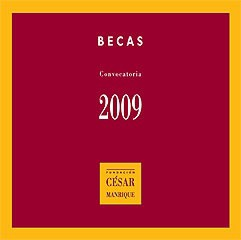 BECAS
Convocatoria
2009
FUNDACIÓN
CÉSAR
MANRIQUE